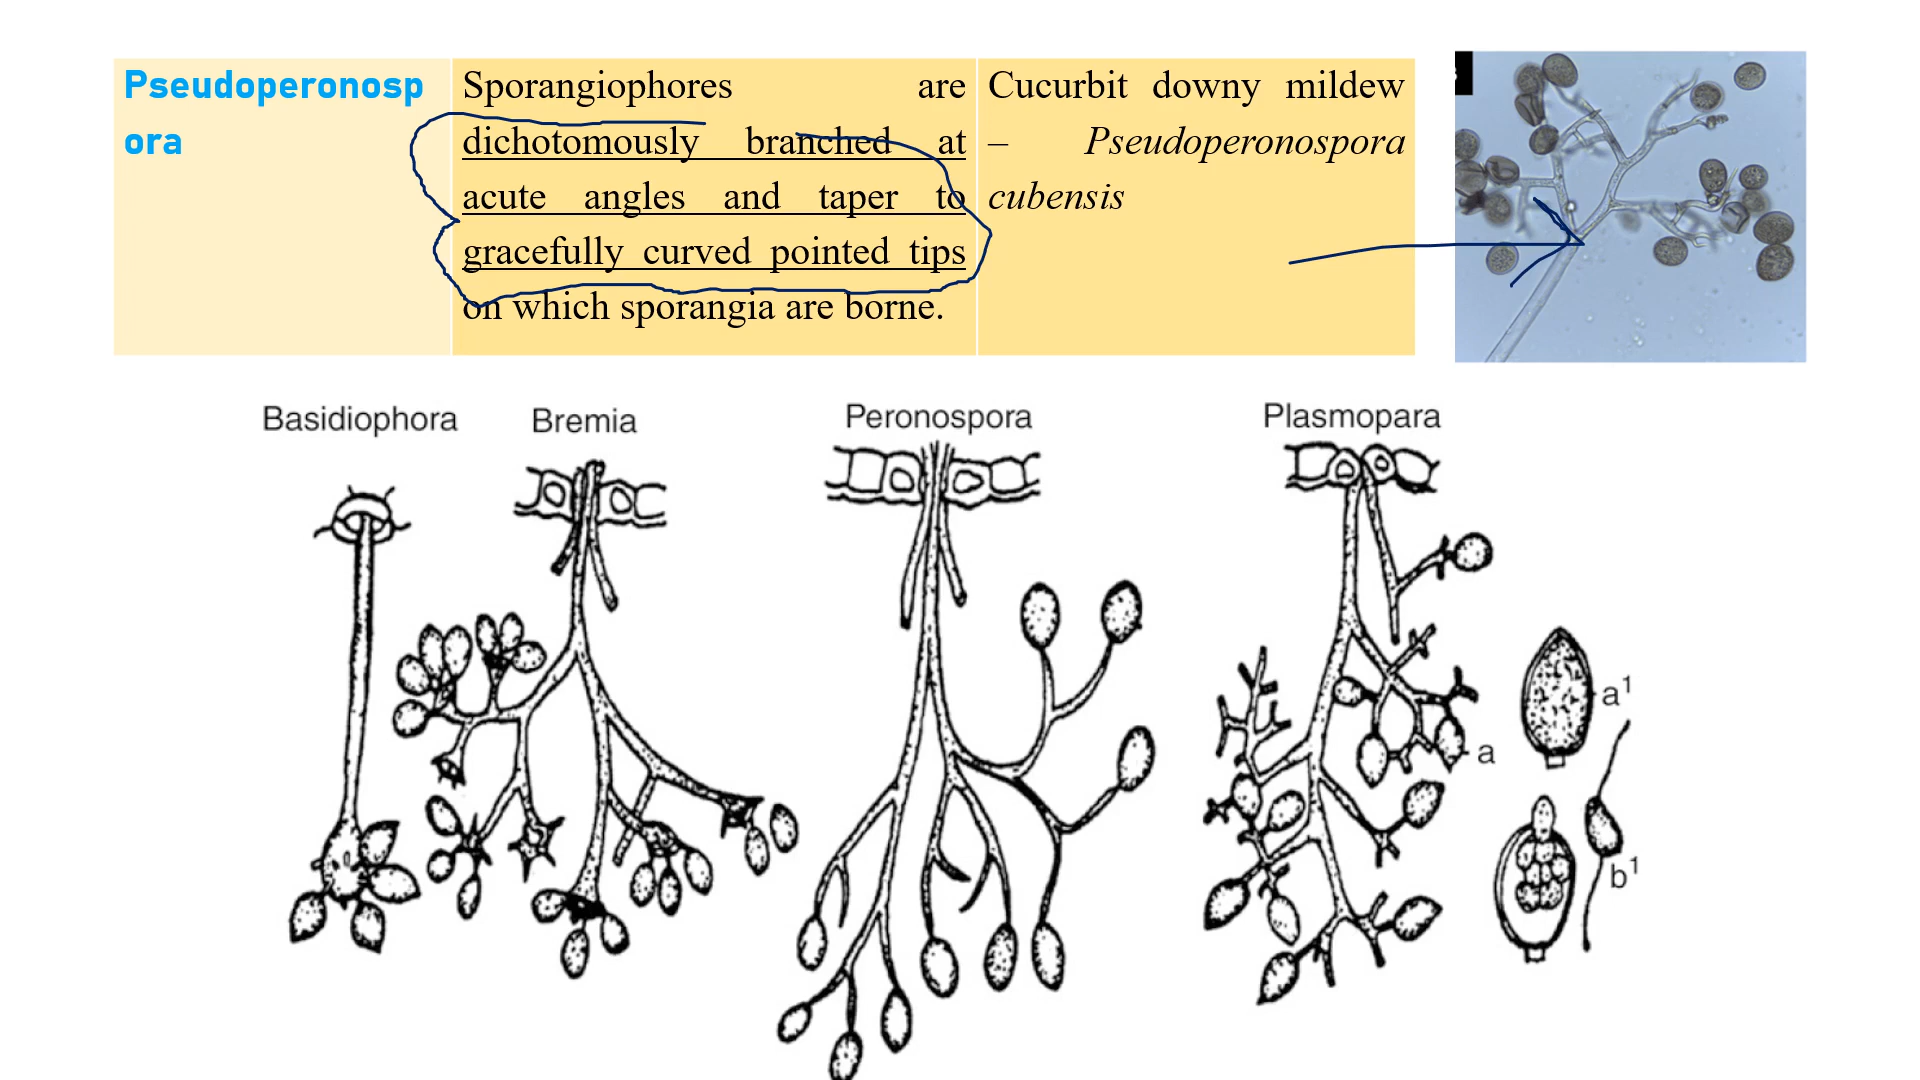 Pseudoperonosp
ora
Sporangiophores are
dichotomously branched at
acute angles and taper to
gracefully curved pointed tips
on which sporangia are borne.
Cucurbit downy mildew
– Pseudoperonospora
cubensis
Basidiophora
Bremia
Peronospora
Plasmopara
a
a¹
b¹